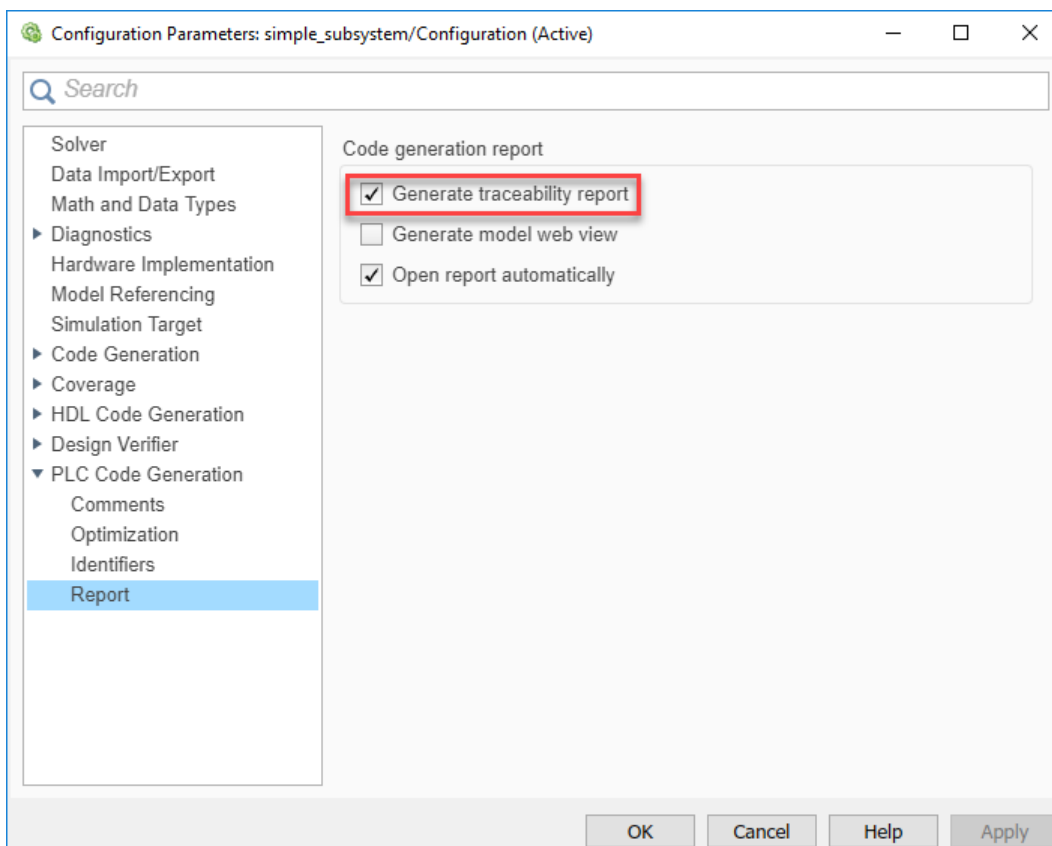 Configuration Parameters: simple_subsystem/Configuration (Active)
Search
Solver
Data Import/Export
Math and Data Types
Diagnostics
Hardware Implementation
Model Referencing
Simulation Target
Code Generation
Coverage
HDL Code Generation
Design Verifier
PLC Code Generation
Comments
Optimization
Identifiers
Report
Code generation report
Generate traceability report
Generate model web view
Open report automatically
OK Cancel Help Apply